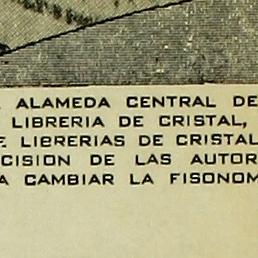 ALAMEDA CENTRAL DE
LIBRERIA DE CRISTAL,
E LIBRERIAS DE CRISTAL
CISION DE LAS AUTOR
A CAMBIAR LA FISONOM